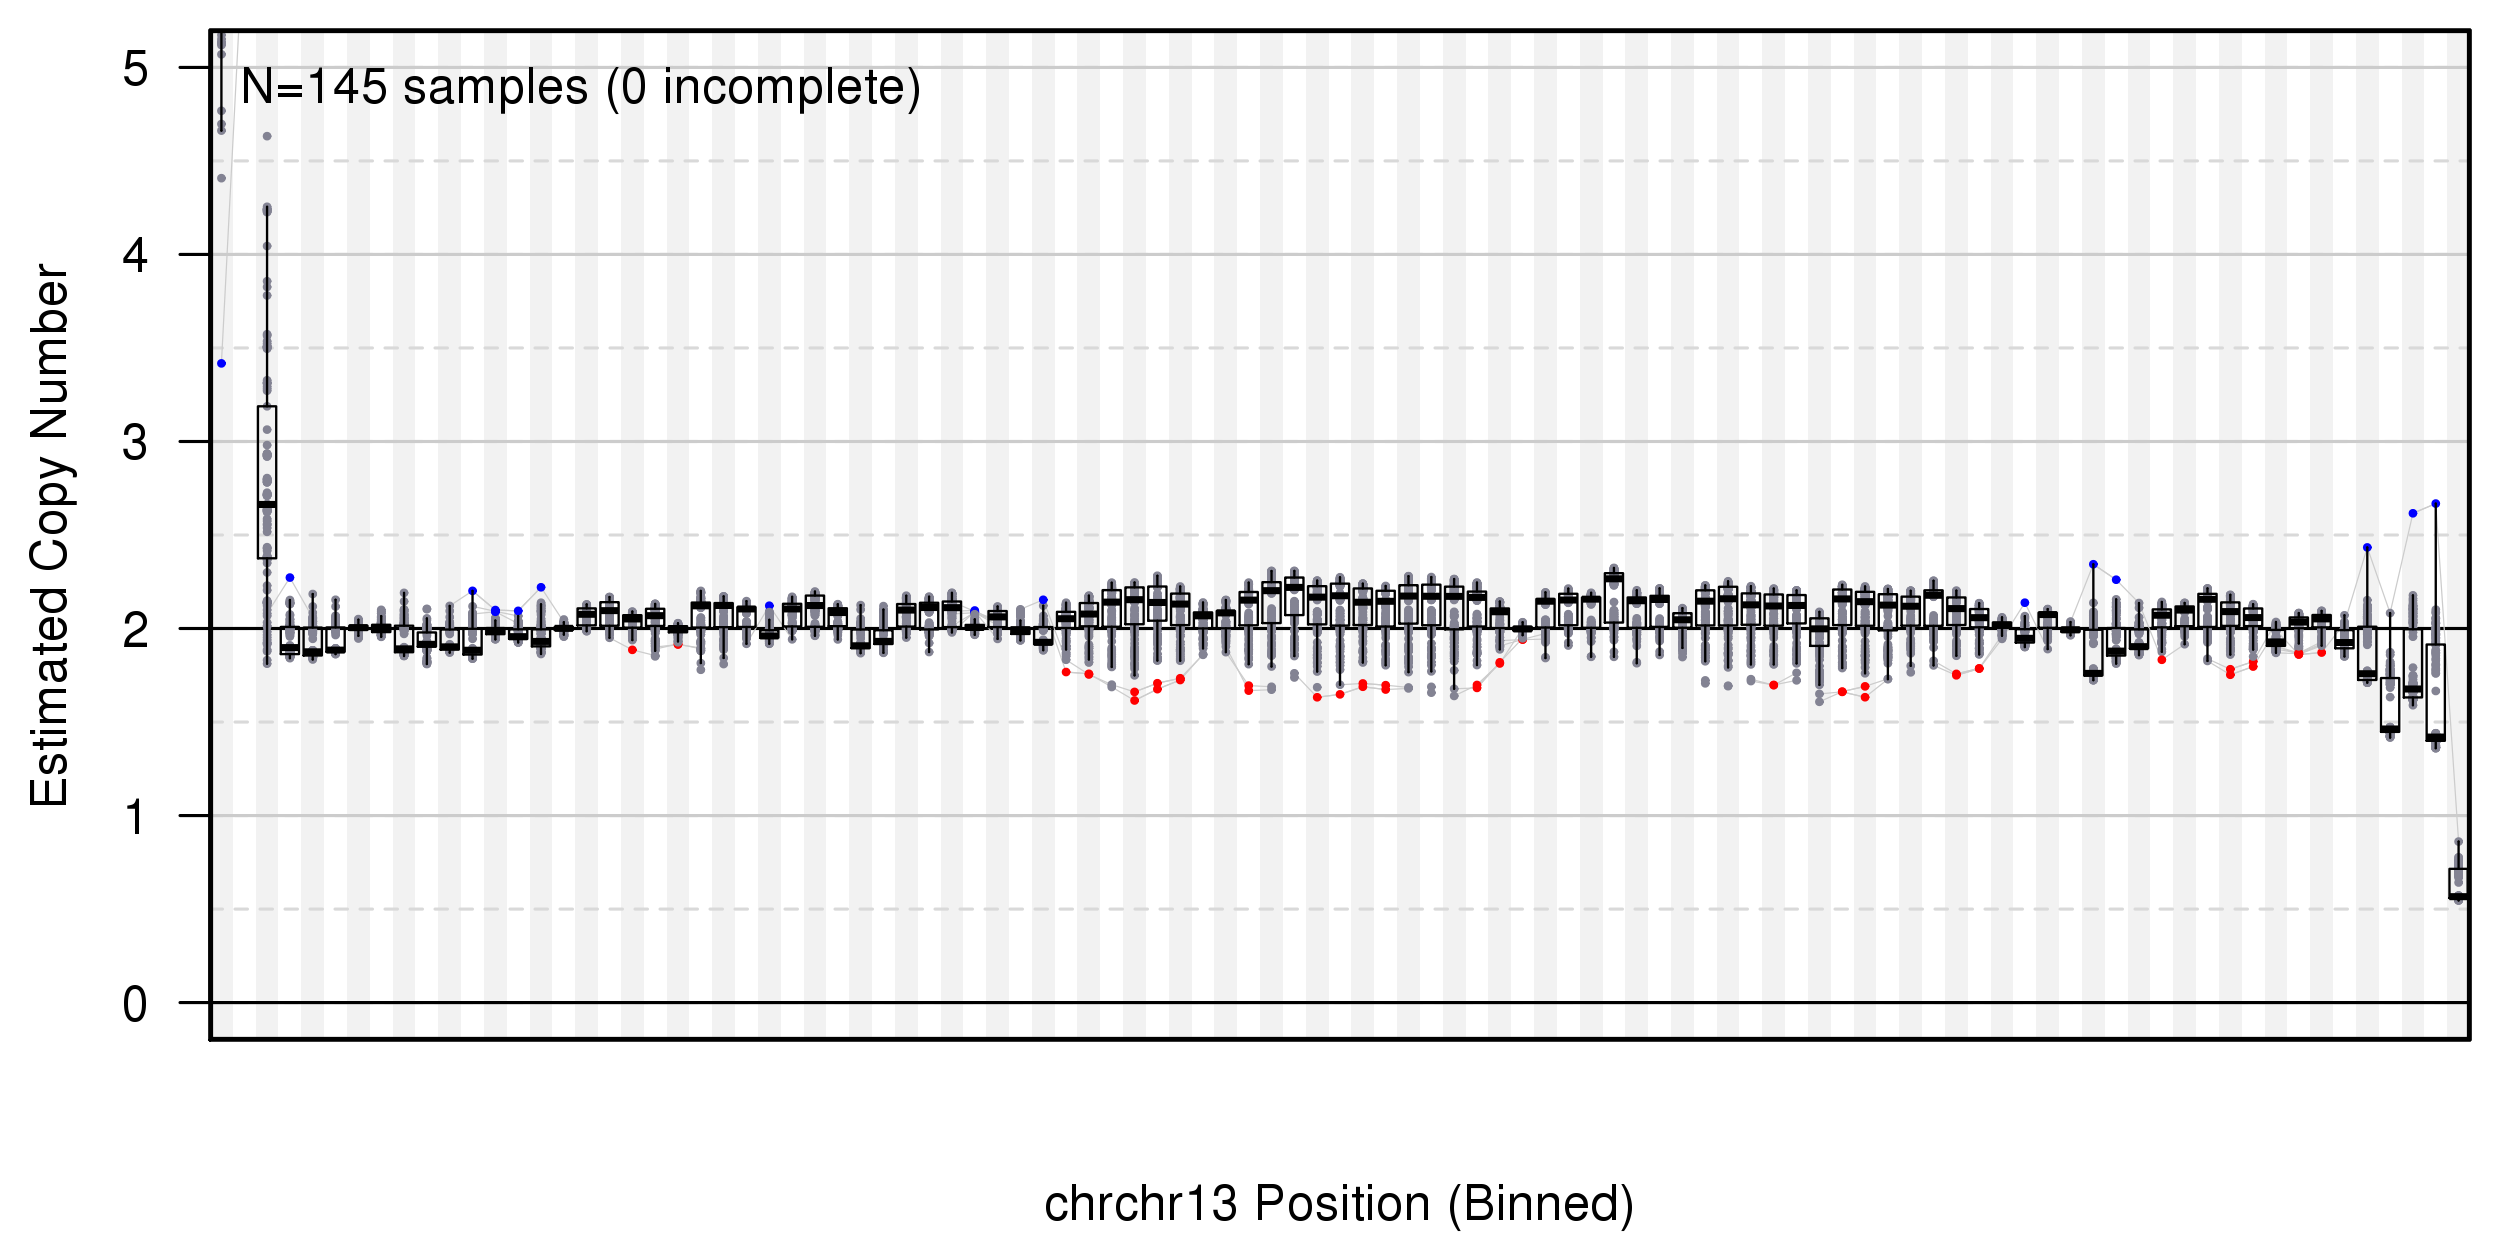 N=145 samples (0 incomplete)
Estimated Copy Number
5
4
3
2
1
0
chrchr13 Position (Binned)